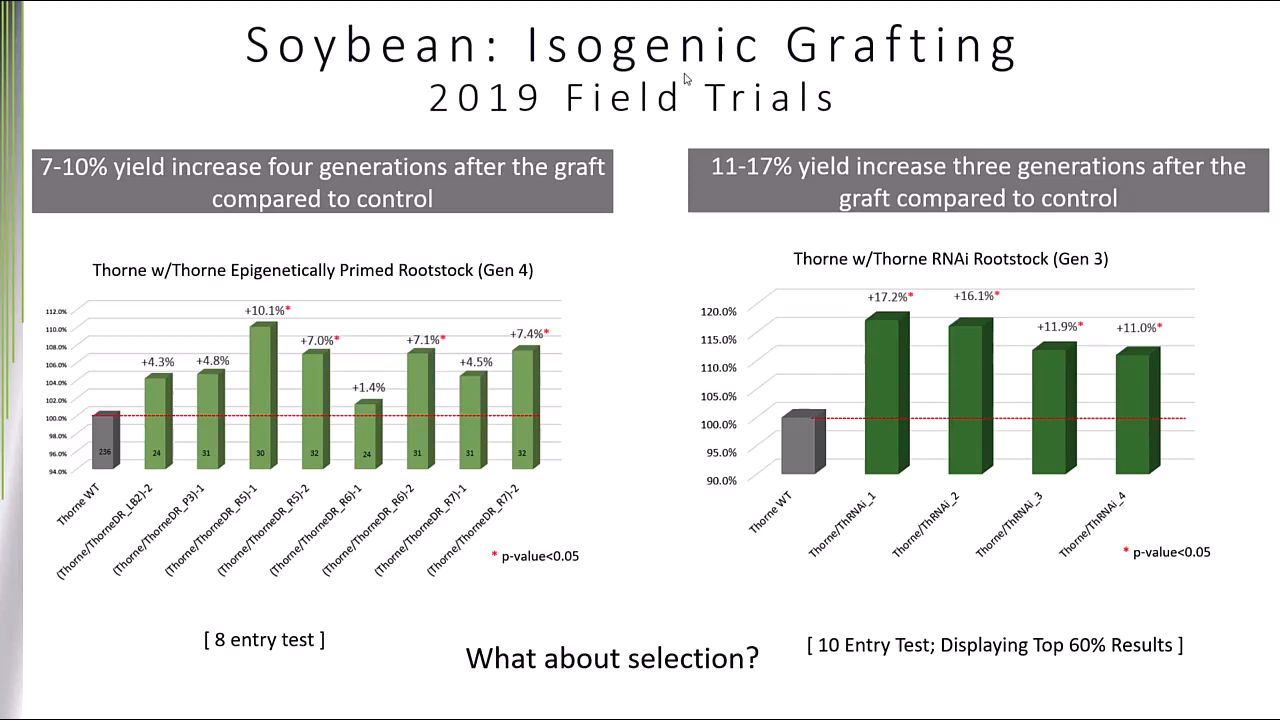 Soybean: Isogenic Grafting
2019 Field Trials
7-10% yield increase four generations after the graft
compared to control
Thorne w/Thorne Epigenetically Primed Rootstock (Gen 4)
112.0%
110.0%
108.0%
106.0%
104.0%
102.0%
100.0%
98.0%
96.0%
94.0%
+4.3%
+4.8%
+10.1%*
+7.0%*
+1.4%
+7.1%*
+4.5%
+7.4%*
236
24
31
30
32
24
31
31
32
Thorne WT
(Thorne/ThorneDR_LB2)-2
(Thorne/ThorneDR_P3)-1
(Thorne/ThorneDR_R5)-1
(Thorne/ThorneDR_R5)-2
(Thorne/ThorneDR_R6)-1
(Thorne/ThorneDR_R6)-2
(Thorne/ThorneDR_R7)-1
(Thorne/ThorneDR_R7)-2
* p-value<0.05
[ 8 entry test ]
11-17% yield increase three generations after the
graft compared to control
Thorne w/Thorne RNAi Rootstock (Gen 3)
120.0%
115.0%
110.0%
105.0%
100.0%
95.0%
90.0%
+17.2%*
+16.1%*
+11.9%*
+11.0%*
Thorne WT
Thorne/ThRNAi_1
Thorne/ThRNAi_2
Thorne/ThRNAi_3
Thorne/ThRNAi_4
* p-value<0.05
[ 10 Entry Test; Displaying Top 60% Results ]
What about selection?